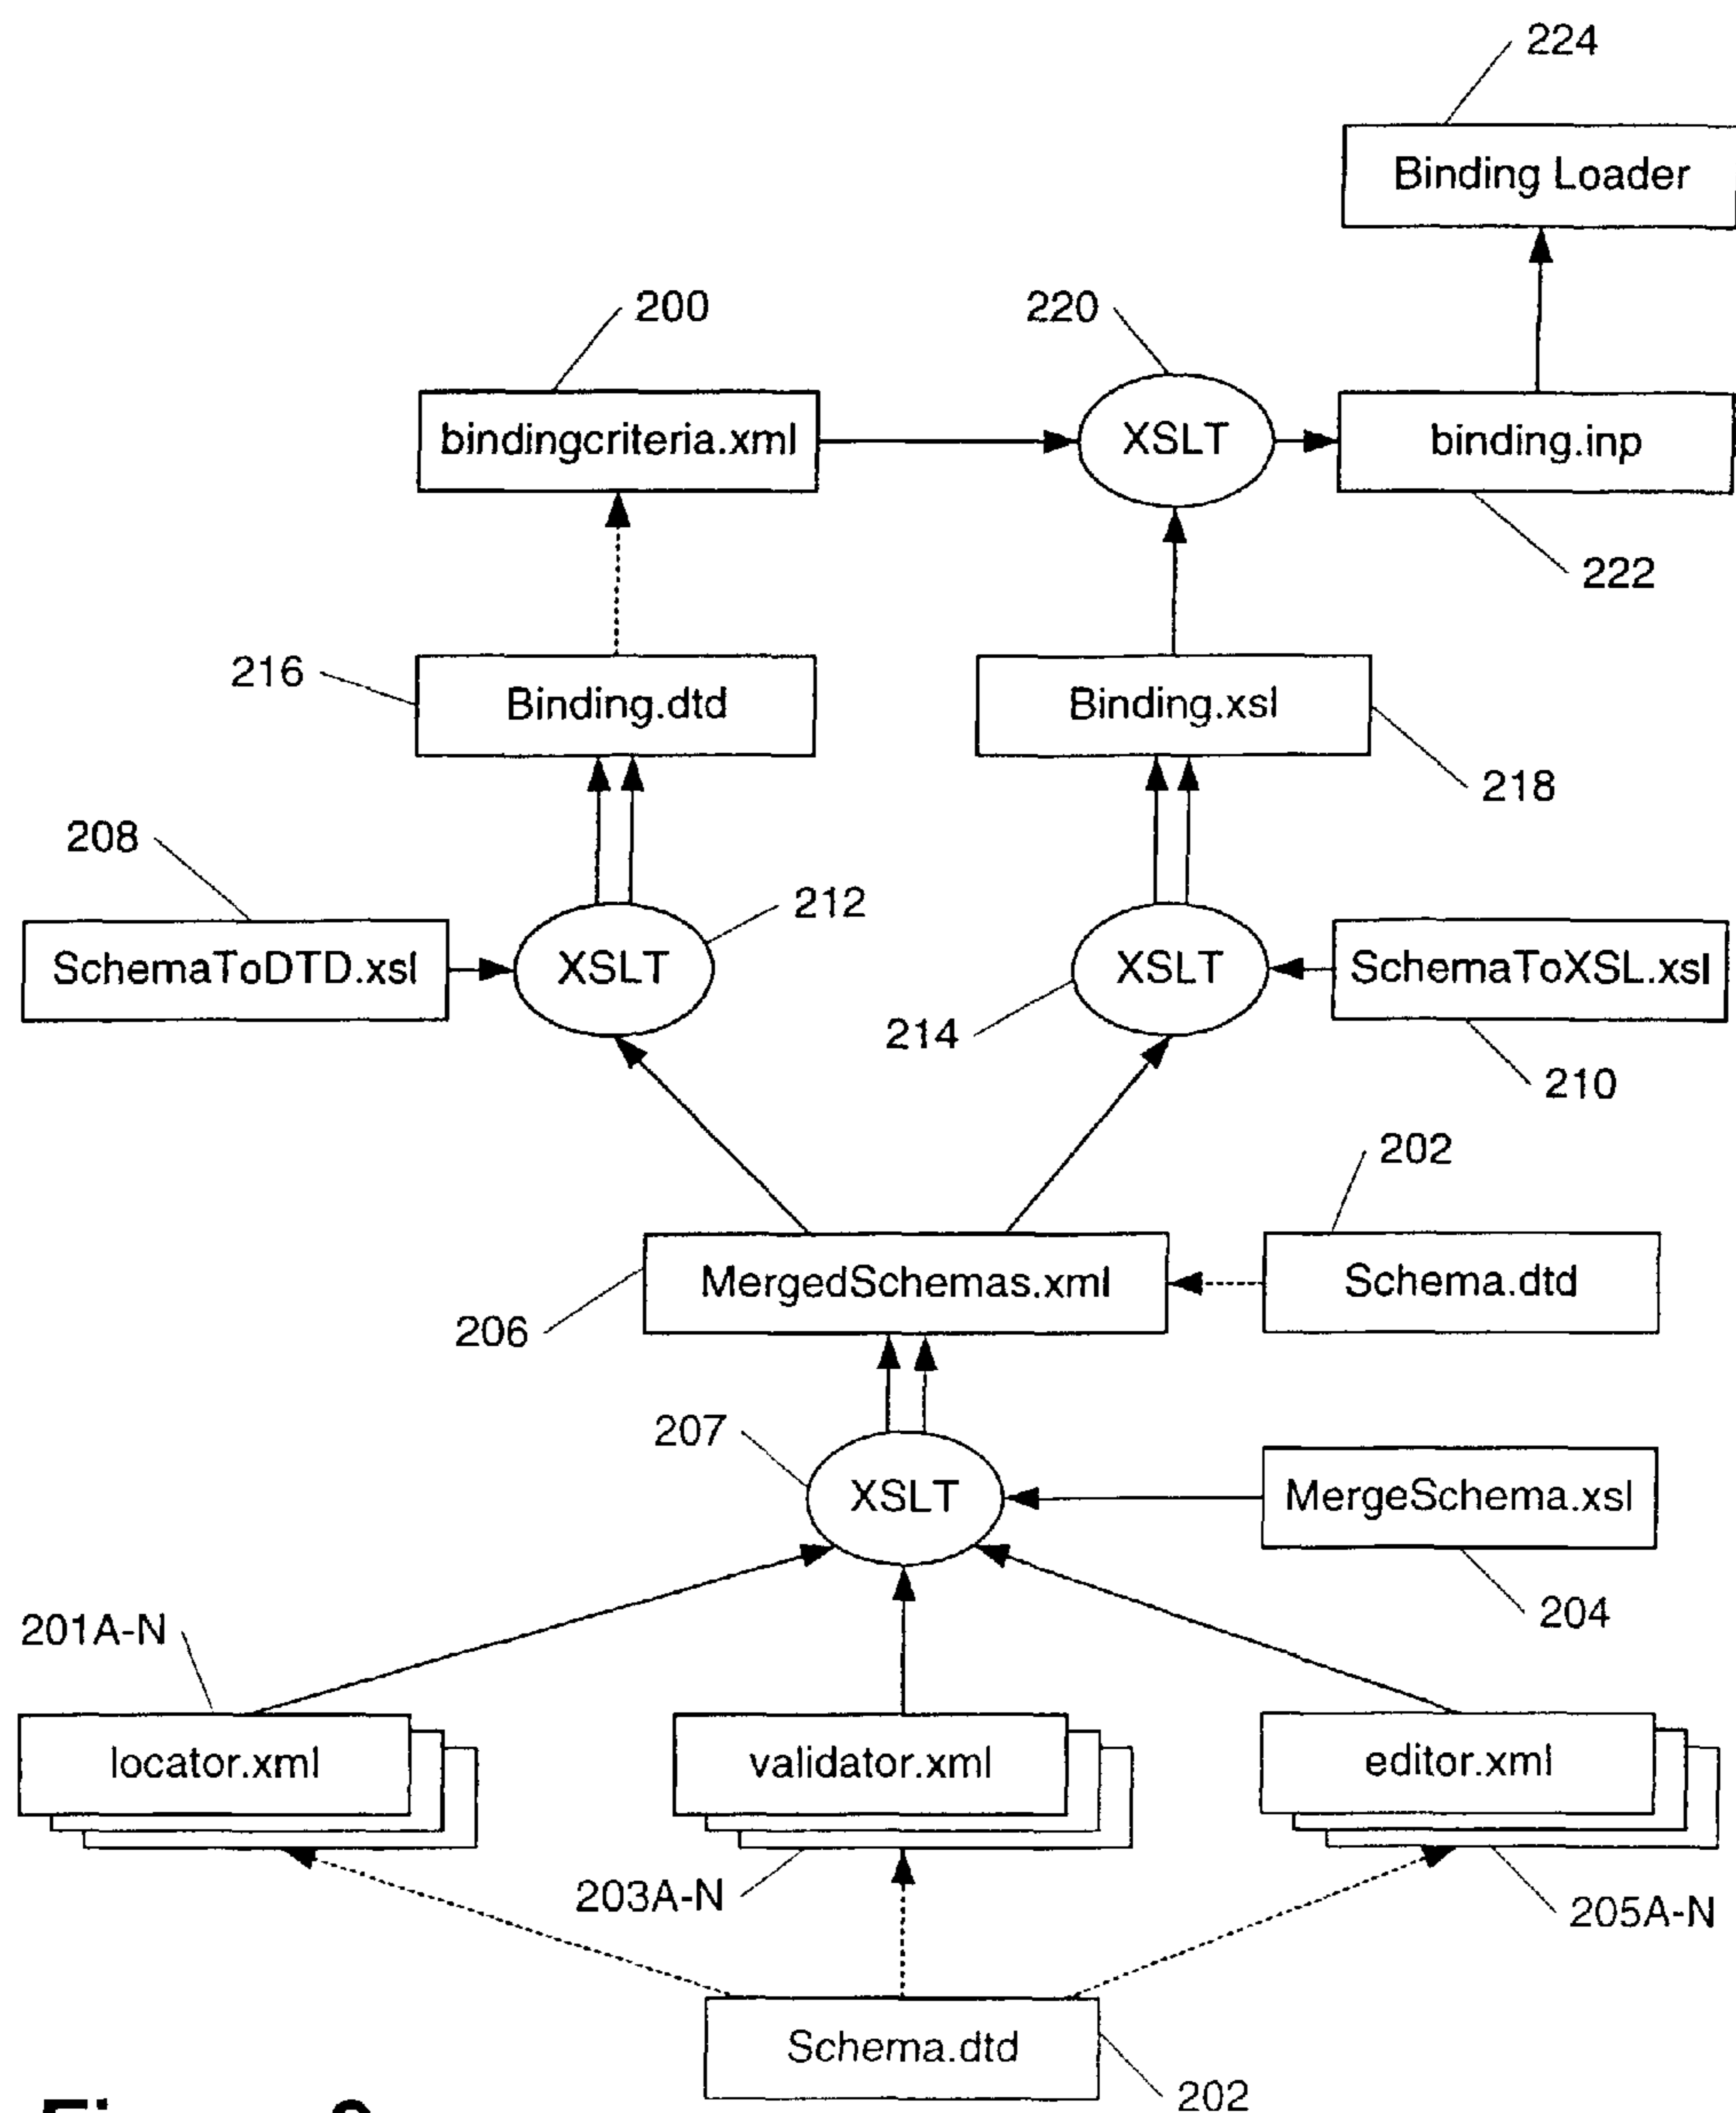 224
Binding Loader
200
220
bindingcriteria.xml
XSLT
binding.inp
222
216
Binding.dtd
Binding.xsl
218
208
212
SchemaToDTD.xsl
XSLT
XSLT
SchemaToXSL.xsl
214
210
202
MergedSchemas.xml
Schema.dtd
206
207
XSLT
MergeSchema.xsl
204
201A-N
locator.xml
validator.xml
editor.xml
203A-N
205A-N
Schema.dtd
202